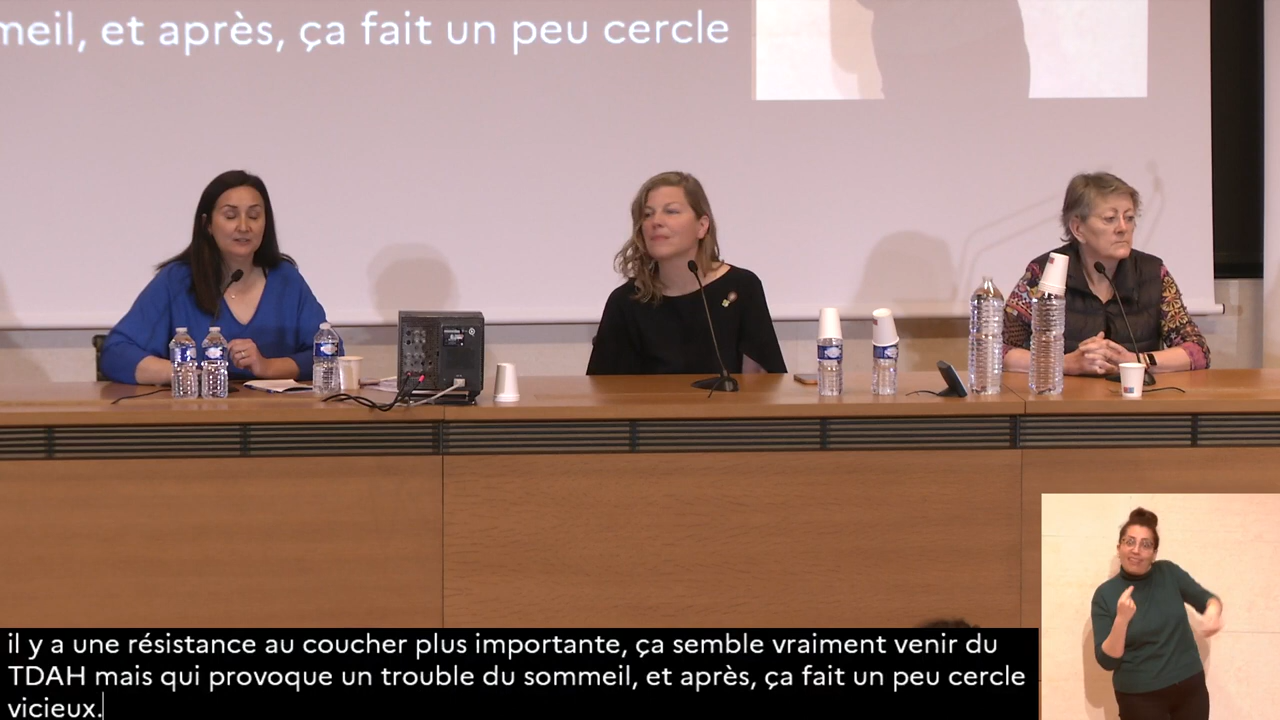 meil, et après, ça fait un peu cercle
il y a une résistance au coucher plus importante, ça semble vraiment venir du
TDAH mais qui provoque un trouble du sommeil, et après, ça fait un peu cercle
vicieux.